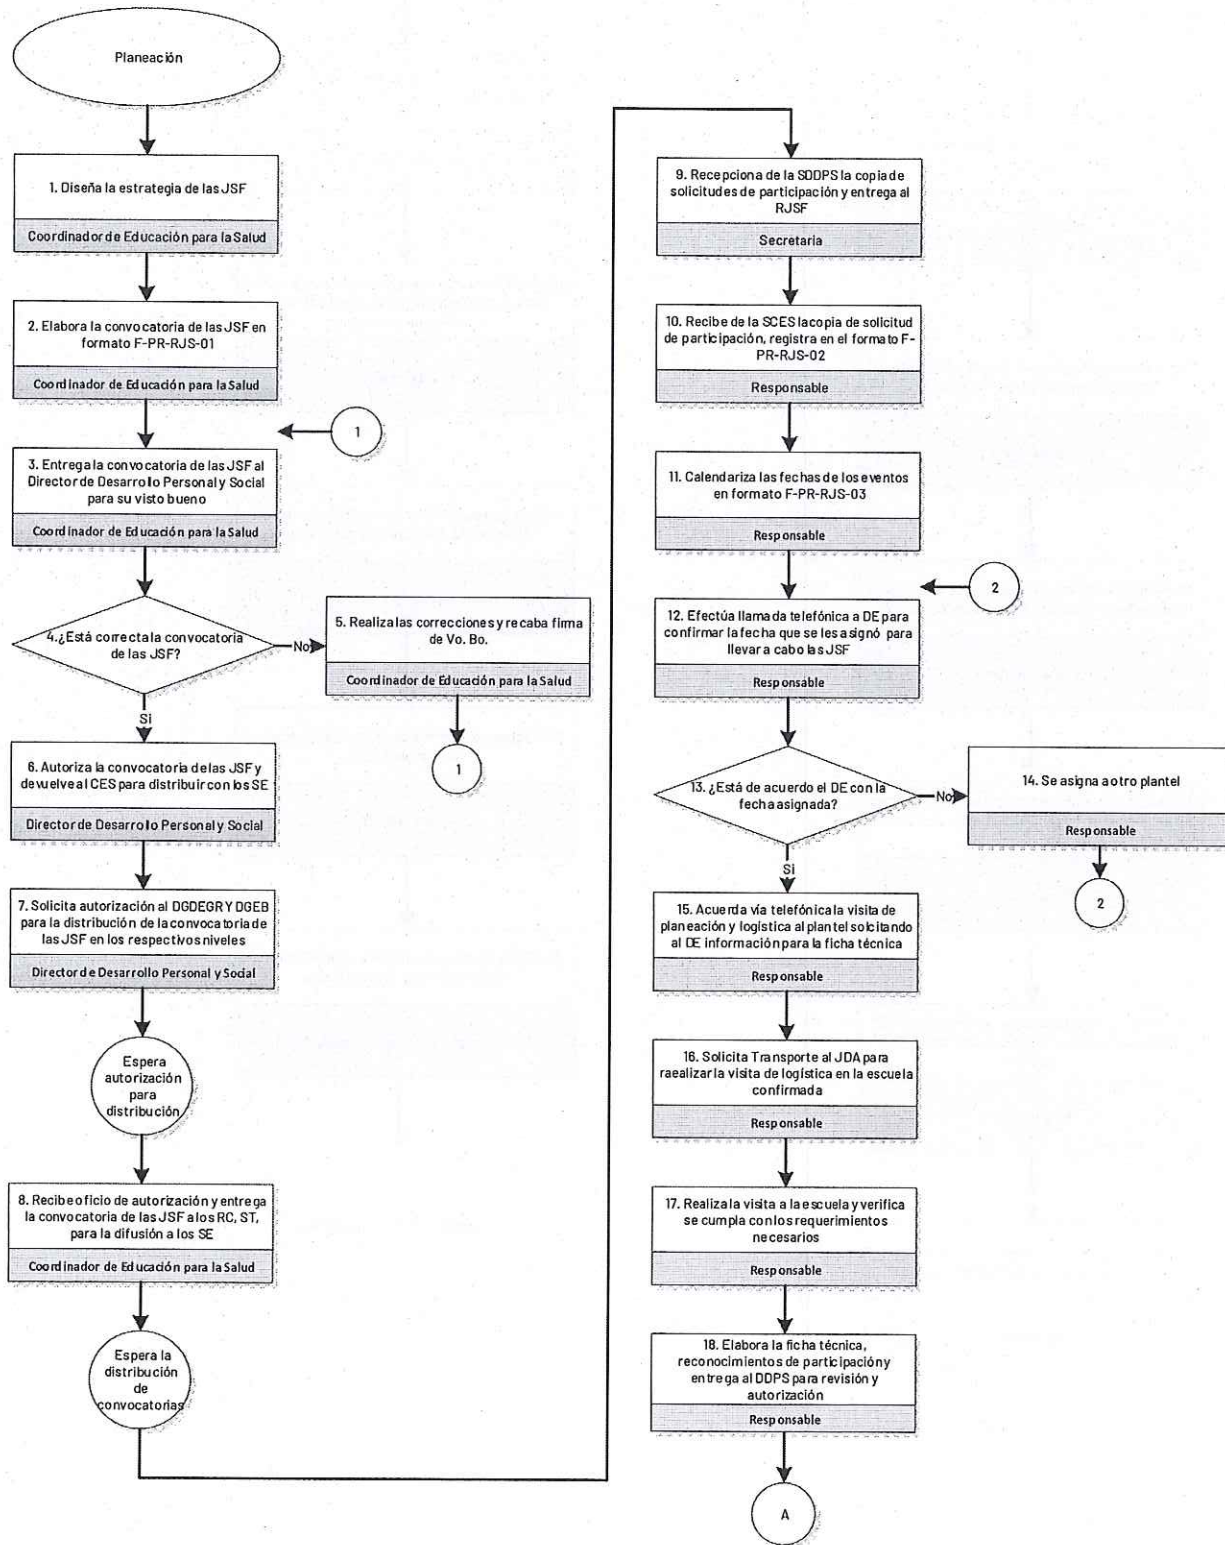 Planeación
1. Diseña la estrategia de las JSF
Coordinador de Educación para la Salud
2. Elabora la convocatoria de las JSF en
formato F-PR-RJS-01
Coordinador de Educación para la Salud
1
3. Entrega la convocatoria de las JSF al
Director de Desarrollo Personal y Social
para su visto bueno
Coordinador de Educación para la Salud
4. ¿Está correcta la convocatoria
de las JSF?
No
5. Realiza las correcciones y recaba firma
de Vo. Bo.
Coordinador de Educación para la Salud
1
Si
6. Autoriza la convocatoria de las JSF y
devuelve al CES para distribuir con los SE
Director de Desarrollo Personal y Social
7. Solicita autorización al DGDEGR Y DGEB
para la distribución de la convocatoria de
las JSF en los respectivos niveles
Director de Desarrollo Personal y Social
Espera
autorización
para
distribución
8. Recibe oficio de autorización y entrega
la convocatoria de las JSF a los RC, ST,
para la difusión a los SE
Coordinador de Educación para la Salud
Espera la
distribución
de
convocatorias
9. Recepciona de la SDDPS la copia de
solicitudes de participación y entrega al
RJSF
Secretaria
10. Recibe de la SCES lacopia de solicitud
de participación, registra en el formato F-
PR-RJS-02
Responsable
11. Calendariza las fechas de los eventos
en formato F-PR-RJS-03
Responsable
2
12. Efectúa llamada telefónica a DE para
confirmar la fecha que se les asignó para
llevar a cabo las JSF
Responsable
13. ¿Está de acuerdo el DE con la
fecha asignada?
No
14. Se asigna a otro plantel
Responsable
2
Si
15. Acuerda vía telefónica la visita de
planeación y logística al plantel solcitando
al DE información para la ficha técnica
Responsable
16. Solicita Transporte al JDA para
raealizar la visita de logística en la escuela
confirmada
Responsable
17. Realiza la visita a la escuela y verifica
se cumpla con los requerimientos
necesarios
Responsable
18. Elabora la ficha técnica,
reconocimientos de participación y
entrega al DDPS para revisión y
autorización
Responsable
A